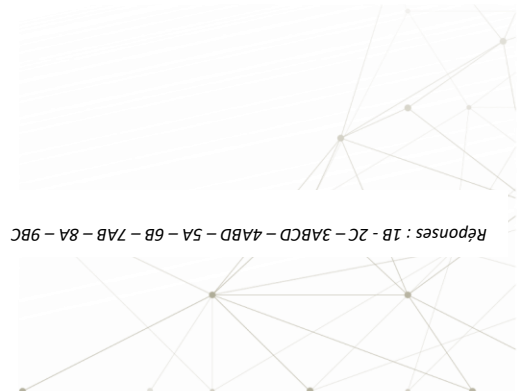 Réponses : 1B - 2C – 3ABCD – 4ABD – 5A – 6B – 7AB – 8A – 9BC